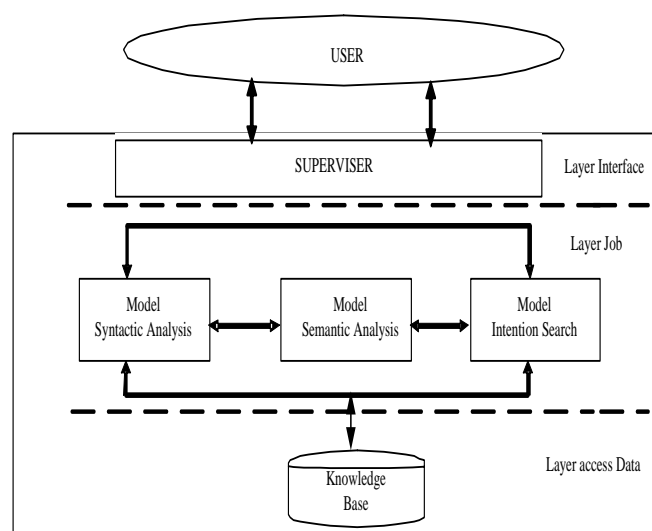 USER
SUPERVISER
Layer Interface
Layer Job
Model
Syntactic Analysis
Model
Semantic Analysis
Model
Intention Search
Layer access Data
Knowledge
Base